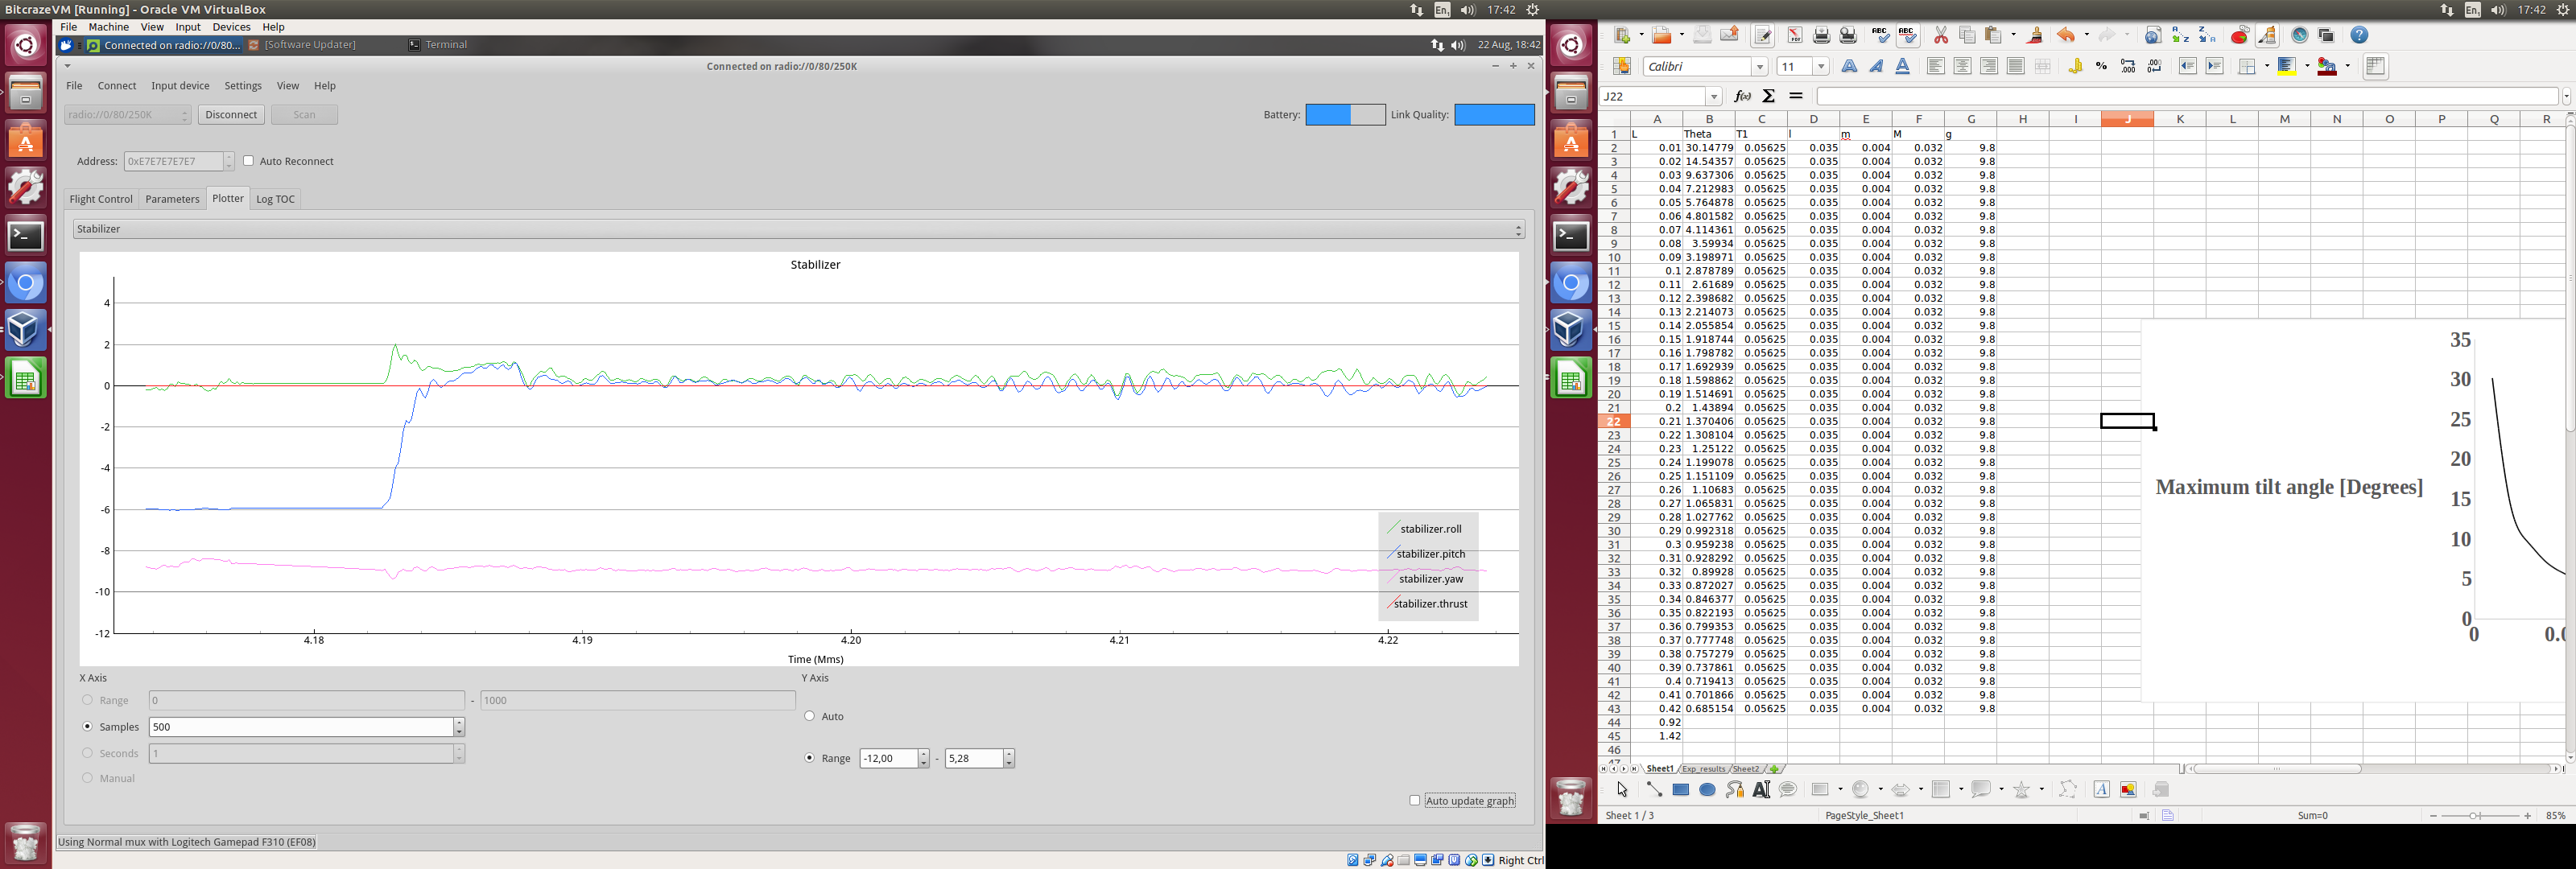 BitcrazeVM [Running] - Oracle VM VirtualBox
En 17:42
File Machine View Input Devices Help
Connected on radio://0/80... [Software Updater] Terminal 22 Aug, 18:42
Connected on radio://0/80/250K
File Connect Input device Settings View Help
radio://0/80/250K Disconnect Scan Battery: Link Quality:
Address: 0xE7E7E7E7E7 Auto Reconnect
Flight Control Parameters Plotter Log TOC
Stabilizer
Stabilizer
4
2
0
-2
-4
-6
-8
-10
-12
stabilizer.roll
stabilizer.pitch
stabilizer.yaw
stabilizer.thrust
4.18 4.19 4.20 4.21 4.22
Time (Mms)
X Axis Y Axis
Range 0 - 1000
Auto
Samples 500
Seconds 1
Range -12,00 - 5,28
Manual
Auto update graph
Using Normal mux with Logitech Gamepad F310 (EF08)
Right Ctrl
En 17:42
Calibri 11
J22 f(x) Σ =
A B C D E F G H I J K L M N O P Q R
1 L Theta T1 l m M g
2 0.01 30.14779 0.05625 0.035 0.004 0.032 9.8
3 0.02 14.54357 0.05625 0.035 0.004 0.032 9.8
4 0.03 9.637306 0.05625 0.035 0.004 0.032 9.8
5 0.04 7.212983 0.05625 0.035 0.004 0.032 9.8
6 0.05 5.764878 0.05625 0.035 0.004 0.032 9.8
7 0.06 4.801582 0.05625 0.035 0.004 0.032 9.8
8 0.07 4.114361 0.05625 0.035 0.004 0.032 9.8
9 0.08 3.59934 0.05625 0.035 0.004 0.032 9.8
10 0.09 3.198971 0.05625 0.035 0.004 0.032 9.8
11 0.1 2.878789 0.05625 0.035 0.004 0.032 9.8
12 0.11 2.61689 0.05625 0.035 0.004 0.032 9.8
13 0.12 2.398682 0.05625 0.035 0.004 0.032 9.8
14 0.13 2.214073 0.05625 0.035 0.004 0.032 9.8
15 0.14 2.055854 0.05625 0.035 0.004 0.032 9.8
16 0.15 1.918744 0.05625 0.035 0.004 0.032 9.8
17 0.16 1.798782 0.05625 0.035 0.004 0.032 9.8
18 0.17 1.692939 0.05625 0.035 0.004 0.032 9.8
19 0.18 1.598862 0.05625 0.035 0.004 0.032 9.8
20 0.19 1.514691 0.05625 0.035 0.004 0.032 9.8
21 0.2 1.43894 0.05625 0.035 0.004 0.032 9.8
22 0.21 1.370406 0.05625 0.035 0.004 0.032 9.8
23 0.22 1.308104 0.05625 0.035 0.004 0.032 9.8
24 0.23 1.25122 0.05625 0.035 0.004 0.032 9.8
25 0.24 1.199078 0.05625 0.035 0.004 0.032 9.8
26 0.25 1.151109 0.05625 0.035 0.004 0.032 9.8
27 0.26 1.10683 0.05625 0.035 0.004 0.032 9.8
28 0.27 1.065831 0.05625 0.035 0.004 0.032 9.8
29 0.28 1.027762 0.05625 0.035 0.004 0.032 9.8
30 0.29 0.992318 0.05625 0.035 0.004 0.032 9.8
31 0.3 0.959238 0.05625 0.035 0.004 0.032 9.8
32 0.31 0.928292 0.05625 0.035 0.004 0.032 9.8
33 0.32 0.89928 0.05625 0.035 0.004 0.032 9.8
34 0.33 0.872027 0.05625 0.035 0.004 0.032 9.8
35 0.34 0.846377 0.05625 0.035 0.004 0.032 9.8
36 0.35 0.822193 0.05625 0.035 0.004 0.032 9.8
37 0.36 0.799353 0.05625 0.035 0.004 0.032 9.8
38 0.37 0.777748 0.05625 0.035 0.004 0.032 9.8
39 0.38 0.757279 0.05625 0.035 0.004 0.032 9.8
40 0.39 0.737861 0.05625 0.035 0.004 0.032 9.8
41 0.4 0.719413 0.05625 0.035 0.004 0.032 9.8
42 0.41 0.701866 0.05625 0.035 0.004 0.032 9.8
43 0.42 0.685154 0.05625 0.035 0.004 0.032 9.8
44 0.92
45 1.42
46
47
35
30
25
20
Maximum tilt angle [Degrees]
15
10
5
0
0 0.0
Sheet1 Exp_results Sheet2
Sheet 1 / 3 PageStyle_Sheet1 Sum=0 85%